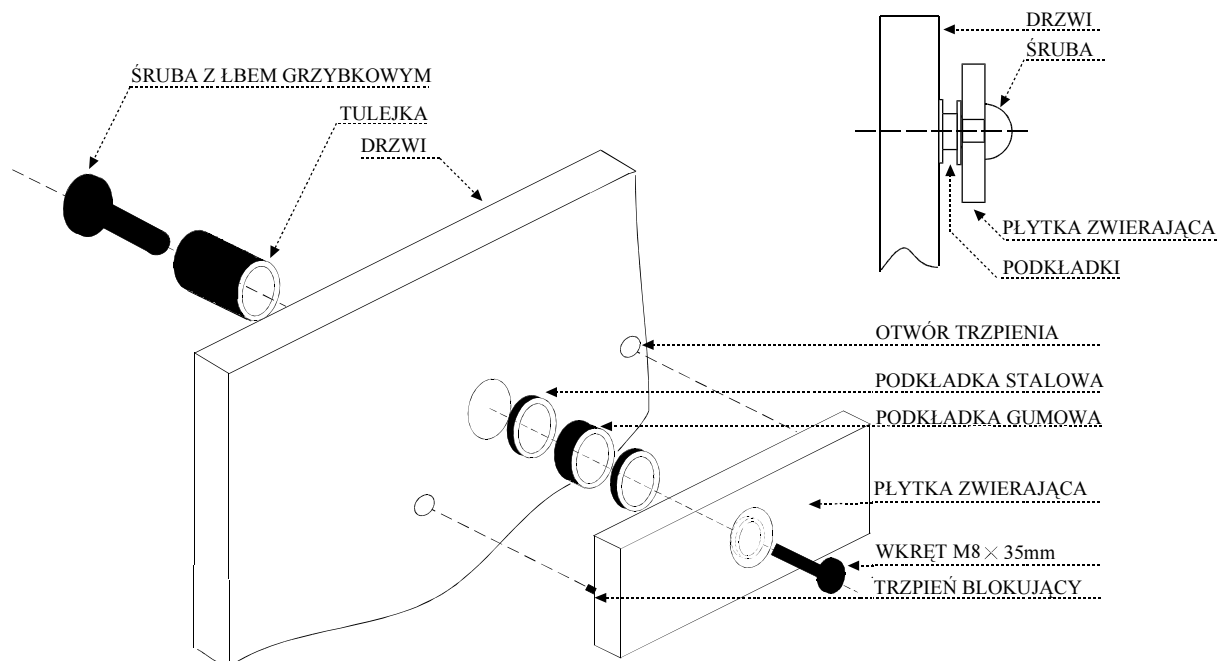 DRZWI
ŚRUBA
ŚRUBA Z ŁBEM GRZYBKOWYM
TULEJKA
DRZWI
PŁYTKA ZWIERAJĄCA
PODKŁADKI
OTWÓR TRZPIENIA
PODKŁADKA STALOWA
PODKŁADKA GUMOWA
PŁYTKA ZWIERAJĄCA
WKRĘT M8 × 35mm
TRZPIEŃ BLOKUJĄCY